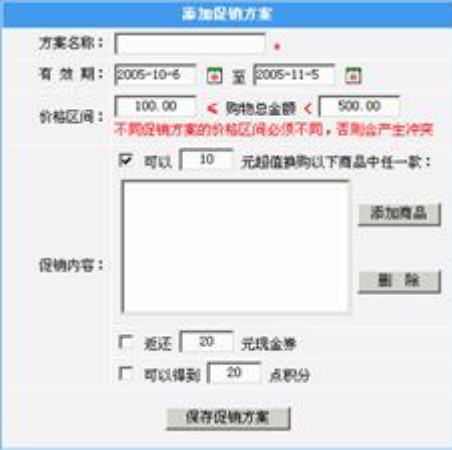 添加促销方案
方案名称： *
有 效 期： 2005-10-6 至 2005-11-5
价格区间： 100.00 ≤ 购物总金额 < 500.00
不同促销方案的价格区间必须不同，否则会产生冲突
可以 10 元超值换购以下商品中任一款：
添加商品
促销内容：
删 除
返还 20 元现金券
可以得到 20 点积分
保存促销方案